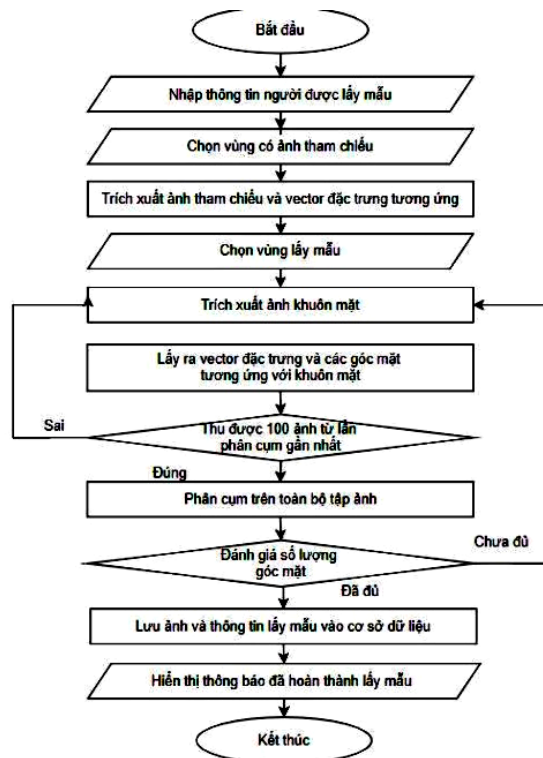 Bắt đầu
Nhập thông tin người được lấy mẫu
Chọn vùng có ảnh tham chiếu
Trích xuất ảnh tham chiếu và vector đặc trưng tương ứng
Chọn vùng lấy mẫu
Trích xuất ảnh khuôn mặt
Lấy ra vector đặc trưng và các góc mặt
tương ứng với khuôn mặt
Sai
Thu được 100 ảnh từ lần
phân cụm gần nhất
Đúng
Phân cụm trên toàn bộ tập ảnh
Chưa đủ
Đánh giá số lượng
góc mặt
Đã đủ
Lưu ảnh và thông tin lấy mẫu vào cơ sở dữ liệu
Hiển thị thông báo đã hoàn thành lấy mẫu
Kết thúc